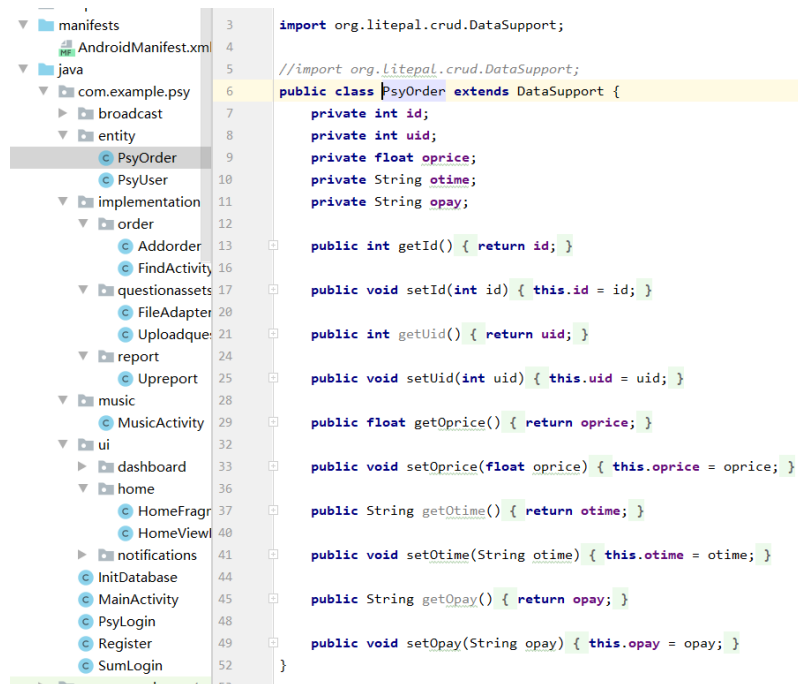 manifests
AndroidManifest.xml
java
com.example.psy
broadcast
entity
PsyOrder
PsyUser
implementation
order
Addorder
FindActivity
questionassets
FileAdapter
Uploadque
report
Upreport
music
MusicActivity
ui
dashboard
home
HomeFragr
HomeView
notifications
InitDatabase
MainActivity
PsyLogin
Register
SumLogin
3 import org.litepal.crud.DataSupport;
4
5 //import org.litepal.crud.DataSupport;
6 public class PsyOrder extends DataSupport {
7 private int id;
8 private int uid;
9 private float oprice;
10 private String otime;
11 private String opay;
12
13 public int getId() { return id; }
16
17 public void setId(int id) { this.id = id; }
20
21 public int getUid() { return uid; }
24
25 public void setUid(int uid) { this.uid = uid; }
28
29 public float getOprice() { return oprice; }
32
33 public void setOprice(float oprice) { this.oprice = oprice; }
36
37 public String getOtime() { return otime; }
40
41 public void setOtime(String otime) { this.otime = otime; }
44
45 public String getOpay() { return opay; }
48
49 public void setOpay(String opay) { this.opay = opay; }
52 }